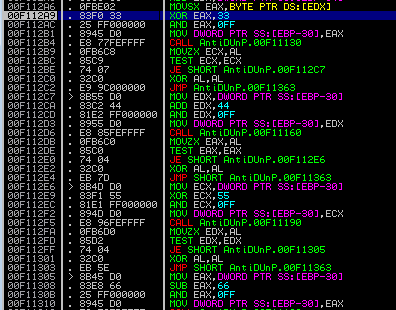 00F112A6 . 0FBE02 MOVSX EAX,BYTE PTR DS:[EDX]
00F112A9 . 83F0 33 XOR EAX,33
00F112AC . 25 FF000000 AND EAX,0FF
00F112B1 . 8945 D0 MOV DWORD PTR SS:[EBP-30],EAX
00F112B4 . E8 77FEFFFF CALL AntiDUnP.00F11130
00F112B9 . 0FB6C8 MOVZX ECX,AL
00F112BC . 85C9 TEST ECX,ECX
00F112BE . 74 07 JE SHORT AntiDUnP.00F112C7
00F112C0 . 32C0 XOR AL,AL
00F112C2 . E9 9C000000 JMP AntiDUnP.00F11363
00F112C7 > 8B55 D0 MOV EDX,DWORD PTR SS:[EBP-30]
00F112CA . 83C2 44 ADD EDX,44
00F112CD . 81E2 FF000000 AND EDX,0FF
00F112D3 . 8955 D0 MOV DWORD PTR SS:[EBP-30],EDX
00F112D6 . E8 85FEFFFF CALL AntiDUnP.00F11160
00F112DB . 0FB6C0 MOVZX EAX,AL
00F112DE . 85C0 TEST EAX,EAX
00F112E0 . 74 04 JE SHORT AntiDUnP.00F112E6
00F112E2 . 32C0 XOR AL,AL
00F112E4 . EB 7D JMP SHORT AntiDUnP.00F11363
00F112E6 > 8B4D D0 MOV ECX,DWORD PTR SS:[EBP-30]
00F112E9 . 83F1 55 XOR ECX,55
00F112EC . 81E1 FF000000 AND ECX,0FF
00F112F2 . 894D D0 MOV DWORD PTR SS:[EBP-30],ECX
00F112F5 . E8 96FEFFFF CALL AntiDUnP.00F11190
00F112FA . 0FB6D0 MOVZX EDX,AL
00F112FD . 85D2 TEST EDX,EDX
00F112FF . 74 04 JE SHORT AntiDUnP.00F11305
00F11301 . 32C0 XOR AL,AL
00F11303 . EB 5E JMP SHORT AntiDUnP.00F11363
00F11305 > 8B45 D0 MOV EAX,DWORD PTR SS:[EBP-30]
00F11308 . 83E8 66 SUB EAX,66
00F1130B . 25 FF000000 AND EAX,0FF
00F11310 . 8945 D0 MOV DWORD PTR SS:[EBP-30],EAX